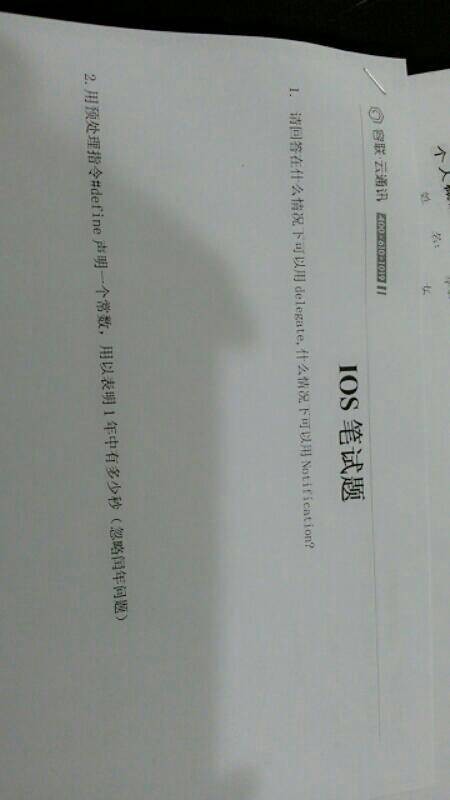 容联·云通讯 400-610-1019
IOS 笔试题
1. 请回答在什么情况下可以用 delegate,什么情况下可以用 Notification?
2.用预处理指令#define 声明一个常数，用以表明 1 年中有多少秒（忽略闰年问题）
个人
姓 名: